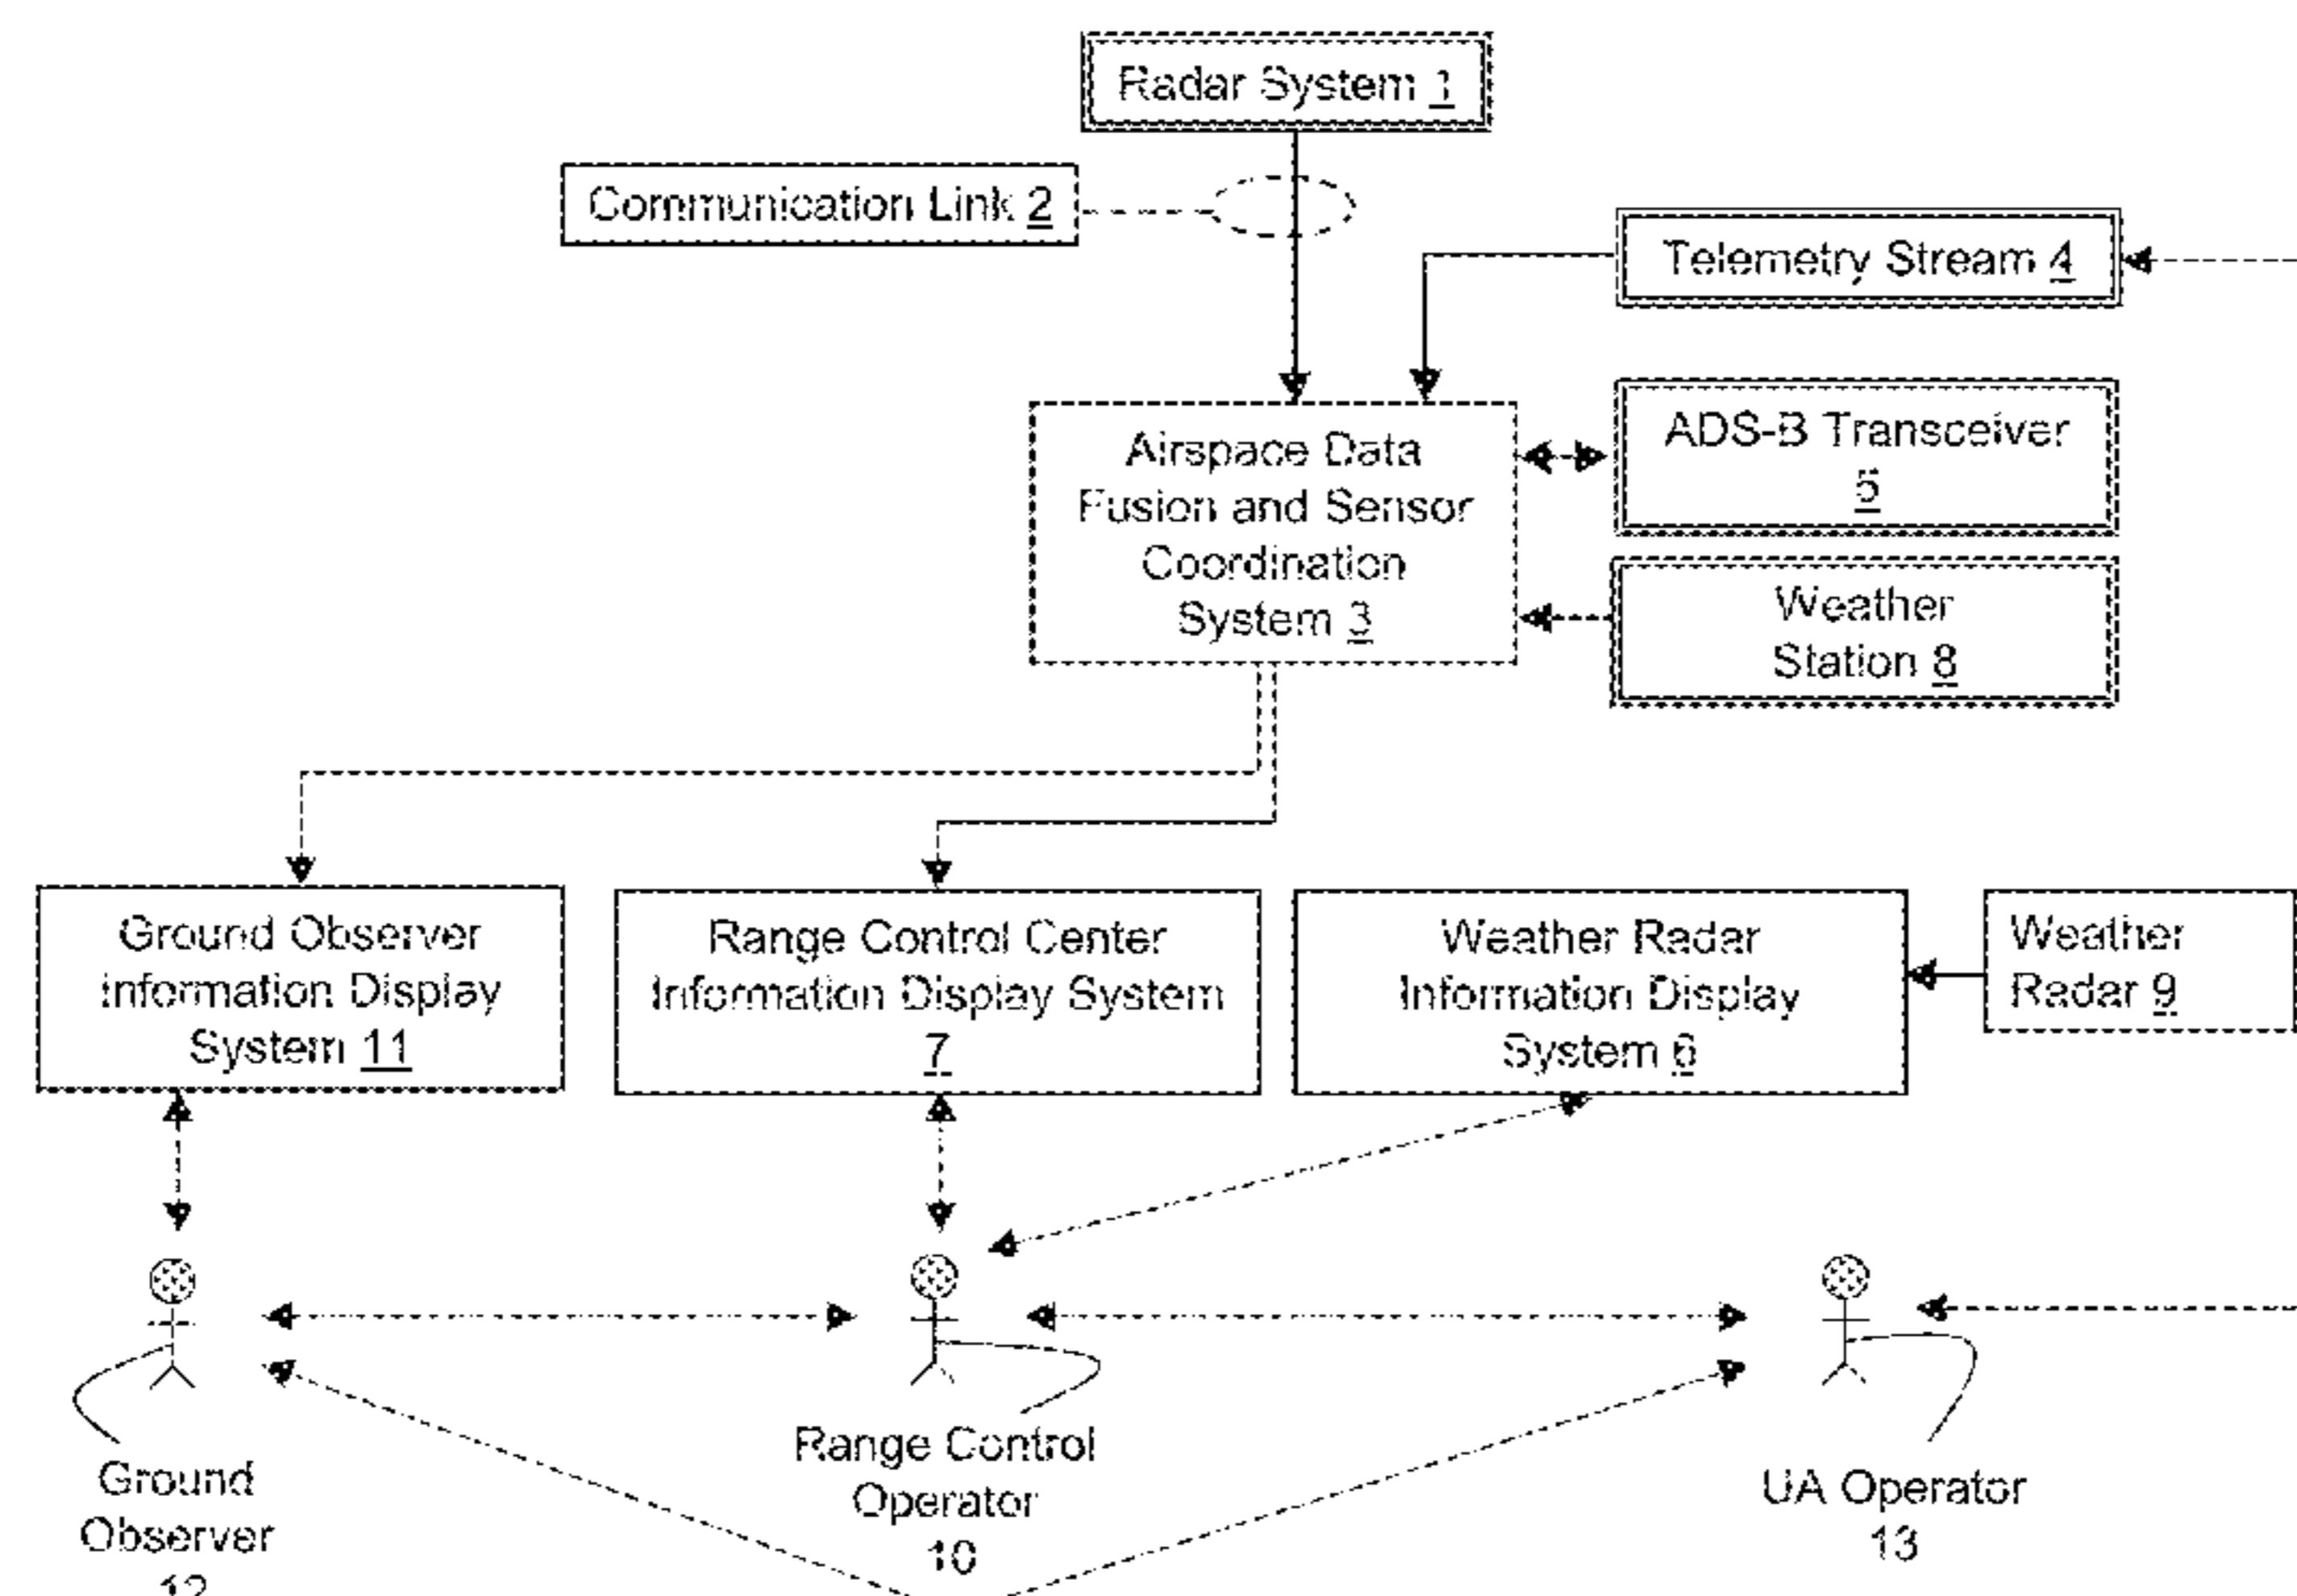 Radar System 1
Communication Link 2
Telemetry Stream 4
Airspace Data
Fusion and Sensor
Coordination
System 3
ADS-B Transceiver
5
Weather
Station 8
Ground Observer
Information Display
System 11
Range Control Center
Information Display System
7
Weather Radar
Information Display
System 6
Weather
Radar 9
Ground
Observer
12
Range Control
Operator
10
UA Operator
13